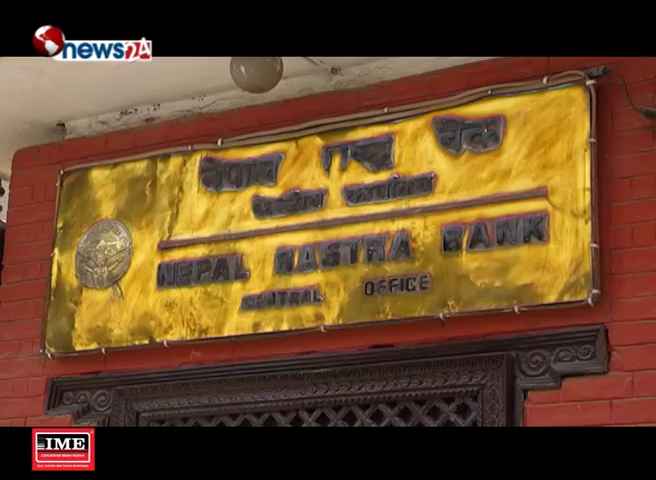 news24
नेपाल राष्ट्र बैंक
केन्द्रीय कार्यालय
NEPAL RASTRA BANK
CENTRAL OFFICE
IME